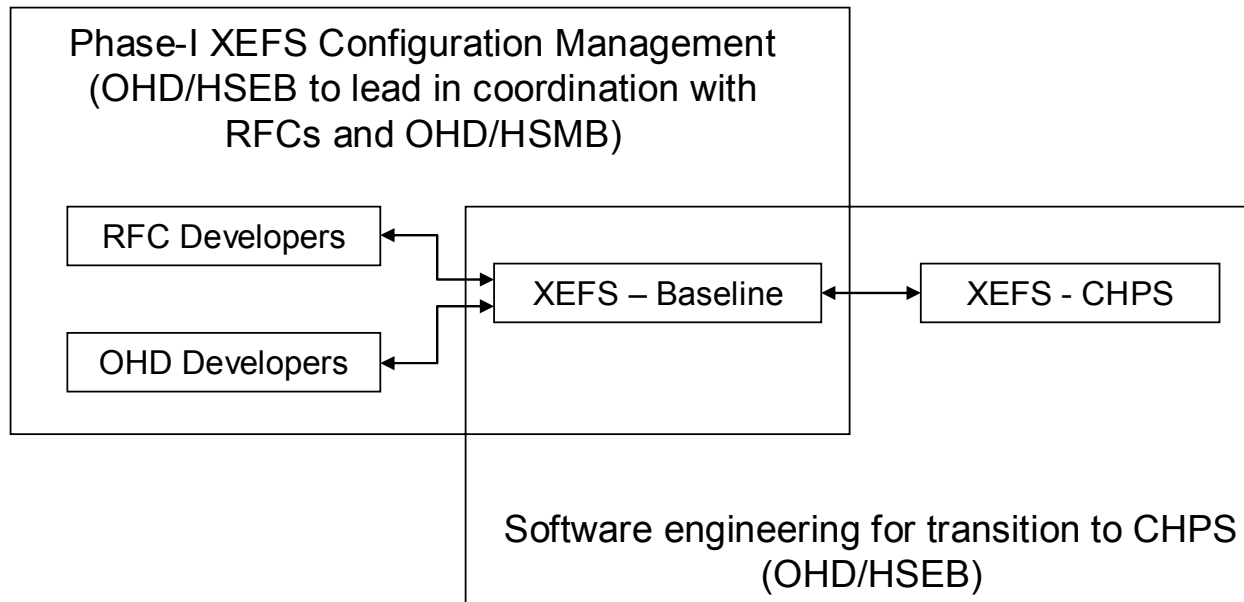 Phase-I XEFS Configuration Management
(OHD/HSEB to lead in coordination with
RFCs and OHD/HSMB)
RFC Developers
XEFS – Baseline
XEFS - CHPS
OHD Developers
Software engineering for transition to CHPS
(OHD/HSEB)